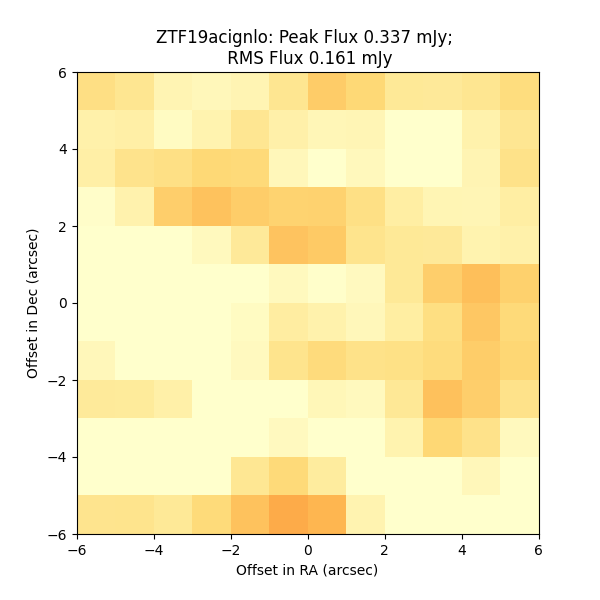 ZTF19acignlo: Peak Flux 0.337 mJy;
RMS Flux 0.161 mJy
6
4
2
0
−2
−4
−6
Offset in Dec (arcsec)
−6 −4 −2 0 2 4 6
Offset in RA (arcsec)